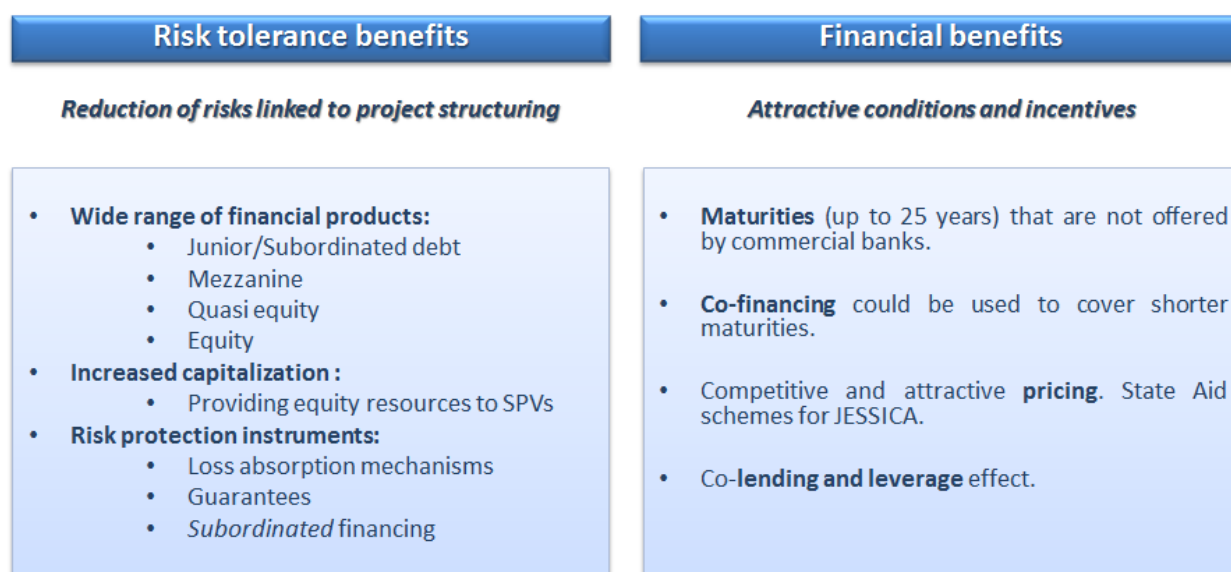 Risk tolerance benefits
Reduction of risks linked to project structuring
• Wide range of financial products:
• Junior/Subordinated debt
• Mezzanine
• Quasi equity
• Equity
• Increased capitalization :
• Providing equity resources to SPVs
• Risk protection instruments:
• Loss absorption mechanisms
• Guarantees
• Subordinated financing
Financial benefits
Attractive conditions and incentives
• Maturities (up to 25 years) that are not offered
by commercial banks.
• Co-financing could be used to cover shorter
maturities.
• Competitive and attractive pricing. State Aid
schemes for JESSICA.
• Co-lending and leverage effect.